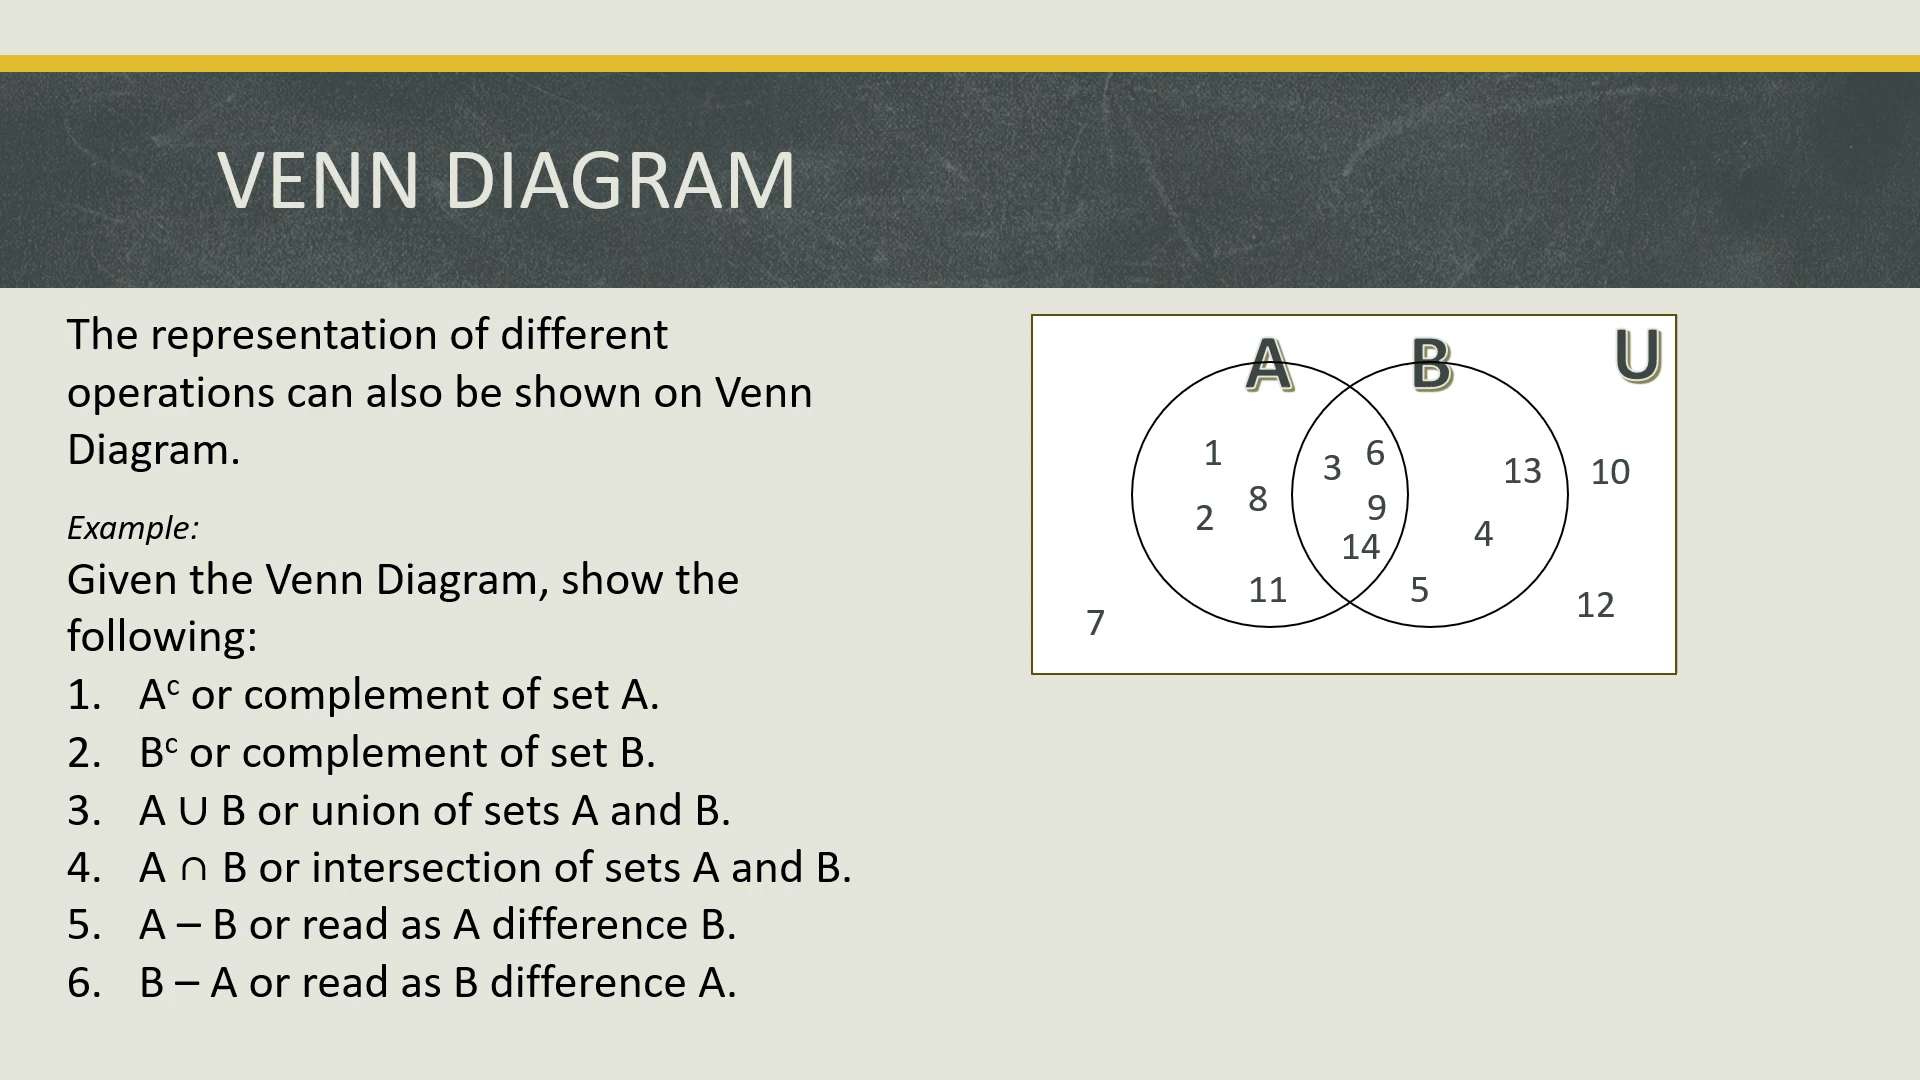 VENN DIAGRAM
The representation of different
operations can also be shown on Venn
Diagram.
Example:
Given the Venn Diagram, show the
following:
1. Aᶜ or complement of set A.
2. Bᶜ or complement of set B.
3. A ∪ B or union of sets A and B.
4. A ∩ B or intersection of sets A and B.
5. A – B or read as A difference B.
6. B – A or read as B difference A.
A B U
1 3 6 13 10
2 8 9 4
14
11 5 12
7